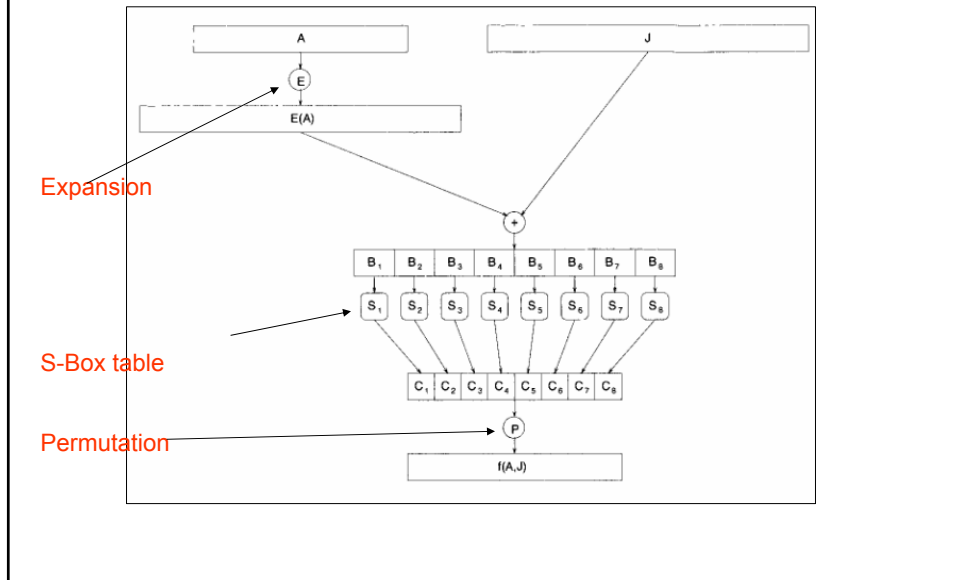 A J
E
E(A)
Expansion
+
B₁ B₂ B₃ B₄ B₅ B₆ B₇ B₈
S₁ S₂ S₃ S₄ S₅ S₆ S₇ S₈
S-Box table
C₁ C₂ C₃ C₄ C₅ C₆ C₇ C₈
P
Permutation
f(A,J)